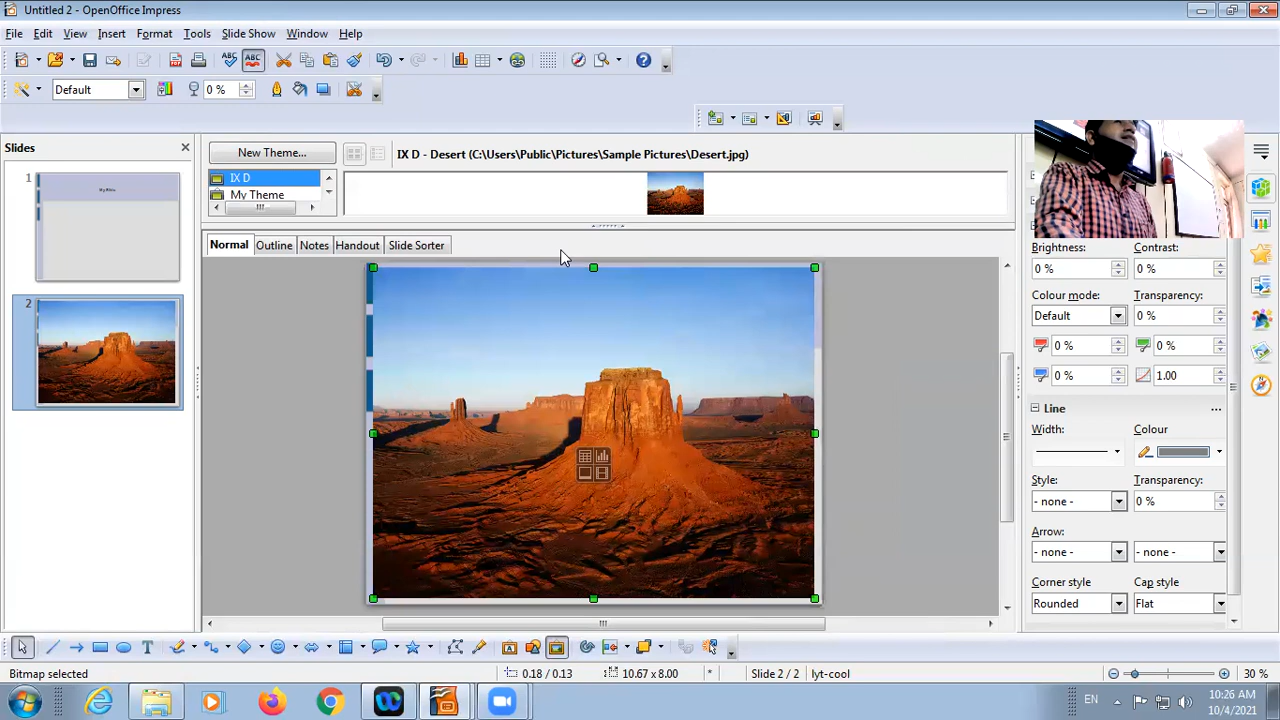 Untitled 2 - OpenOffice Impress
File Edit View Insert Format Tools Slide Show Window Help
Default 0 %
Slides
New Theme...
IX D - Desert (C:\Users\Public\Pictures\Sample Pictures\Desert.jpg)
IX D
My Theme
Normal Outline Notes Handout Slide Sorter
1
2
Brightness: Contrast:
0 % 0 %
Colour mode: Transparency:
Default 0 %
0 % 0 %
0 % 1.00
Line
Width: Colour
Style: Transparency:
- none - 0 %
Arrow:
- none - - none -
Corner style Cap style
Rounded Flat
Bitmap selected 0.18 / 0.13 10.67 x 8.00 * Slide 2 / 2 lyt-cool 30 %
EN 10:26 AM
10/4/2021